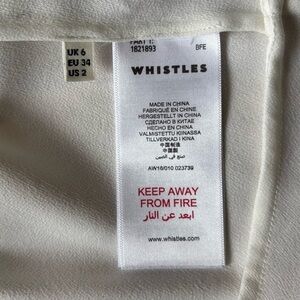 UK 6
EU 34
US 2
PART 1:
1821893 BFE
WHISTLES
MADE IN CHINA
FABRIQUÉ EN CHINE
HERGESTELLT IN CHINA
СДЕЛАНО В КИТАЕ
HECHO EN CHINA
VALMISTETTU KIINASSA
TILLVERKAD I KINA
中国制造
中國製
صنع في الصين
AW16/010 023739
KEEP AWAY
FROM FIRE
ابعد عن النار
www.whistles.com